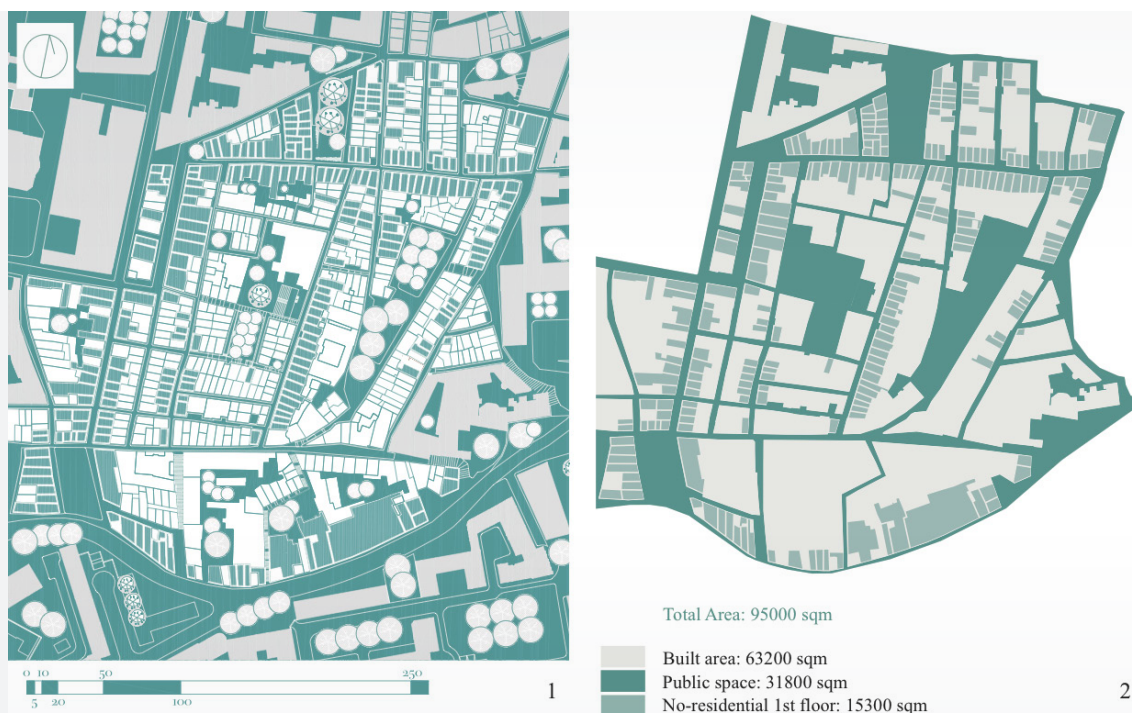 0 10 50 250
5 20 100
1
Total Area: 95000 sqm
Built area: 63200 sqm
Public space: 31800 sqm
No-residential 1st floor: 15300 sqm
2